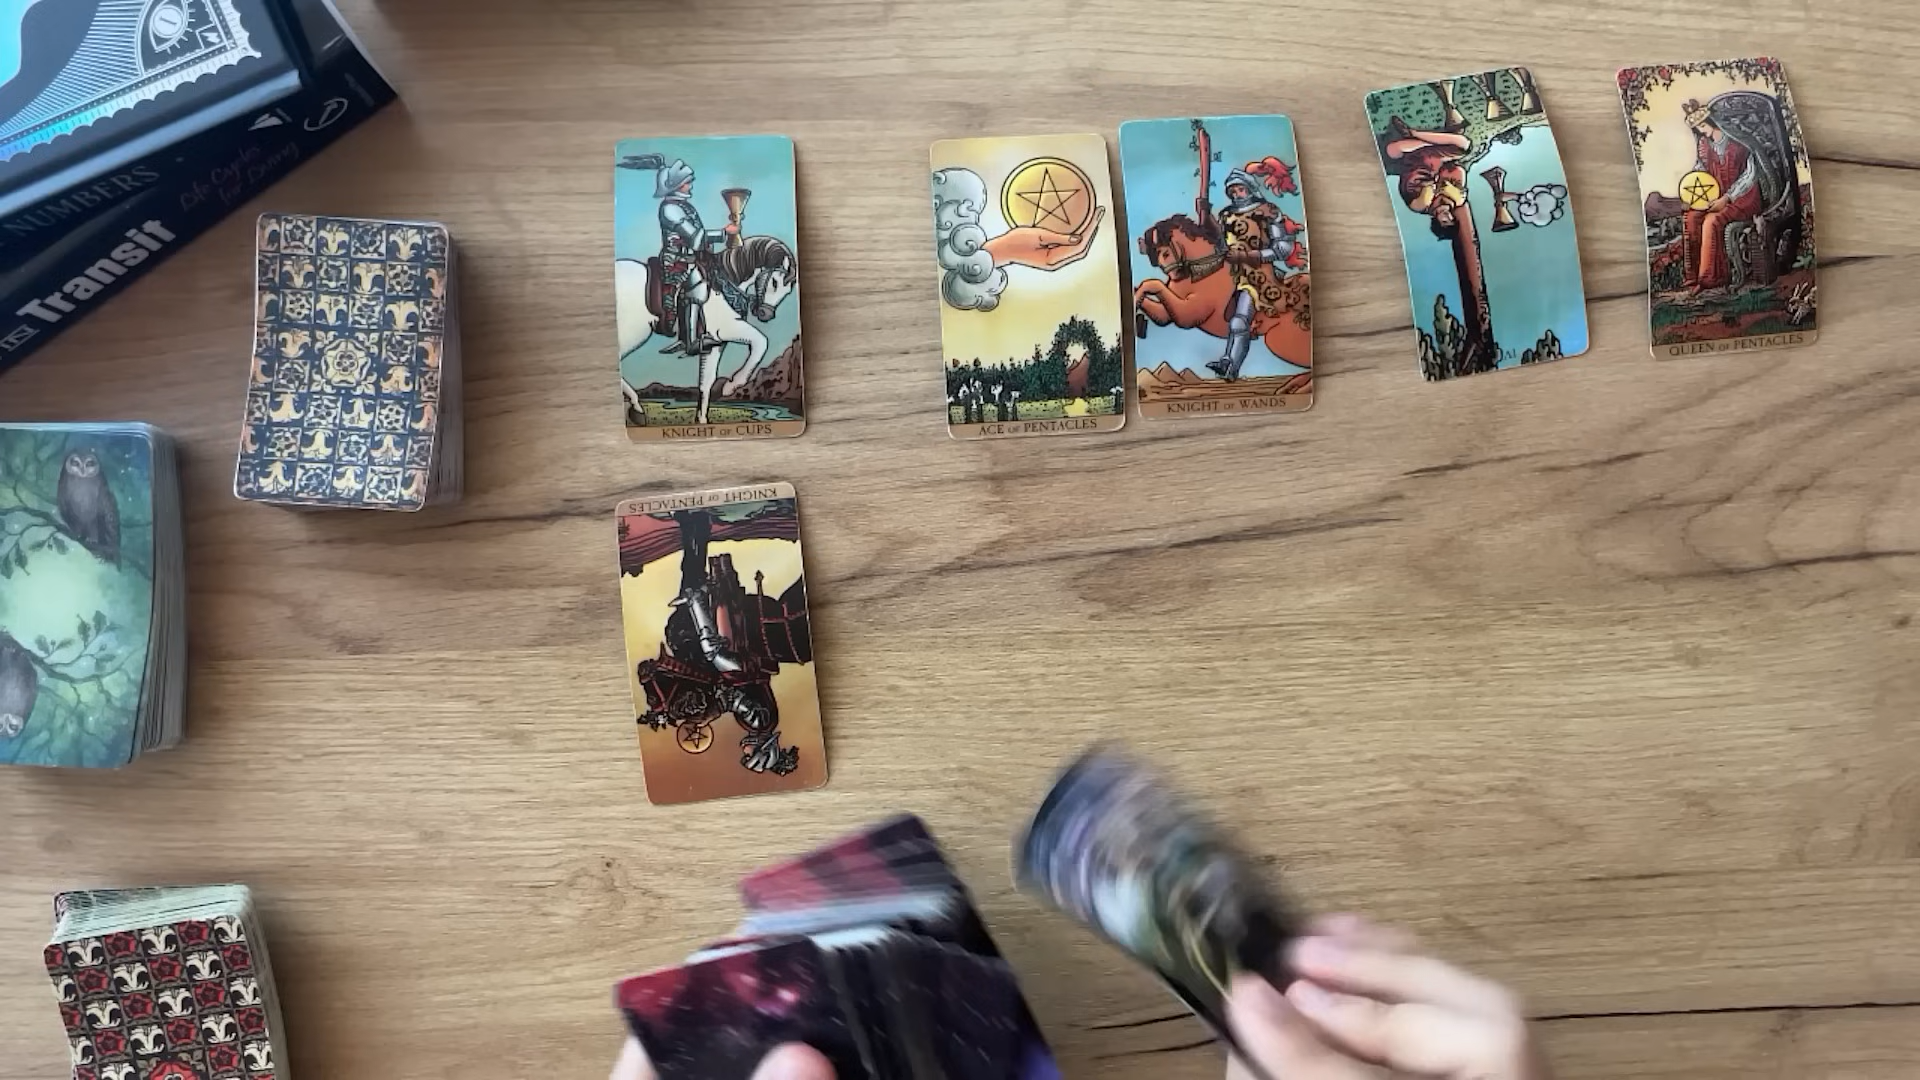 NUMBERS
Transit
Life Cycles
for Living
KNIGHT OF CUPS
ACE OF PENTACLES
KNIGHT OF WANDS
IV
QUEEN OF PENTACLES
KNIGHT OF PENTACLES